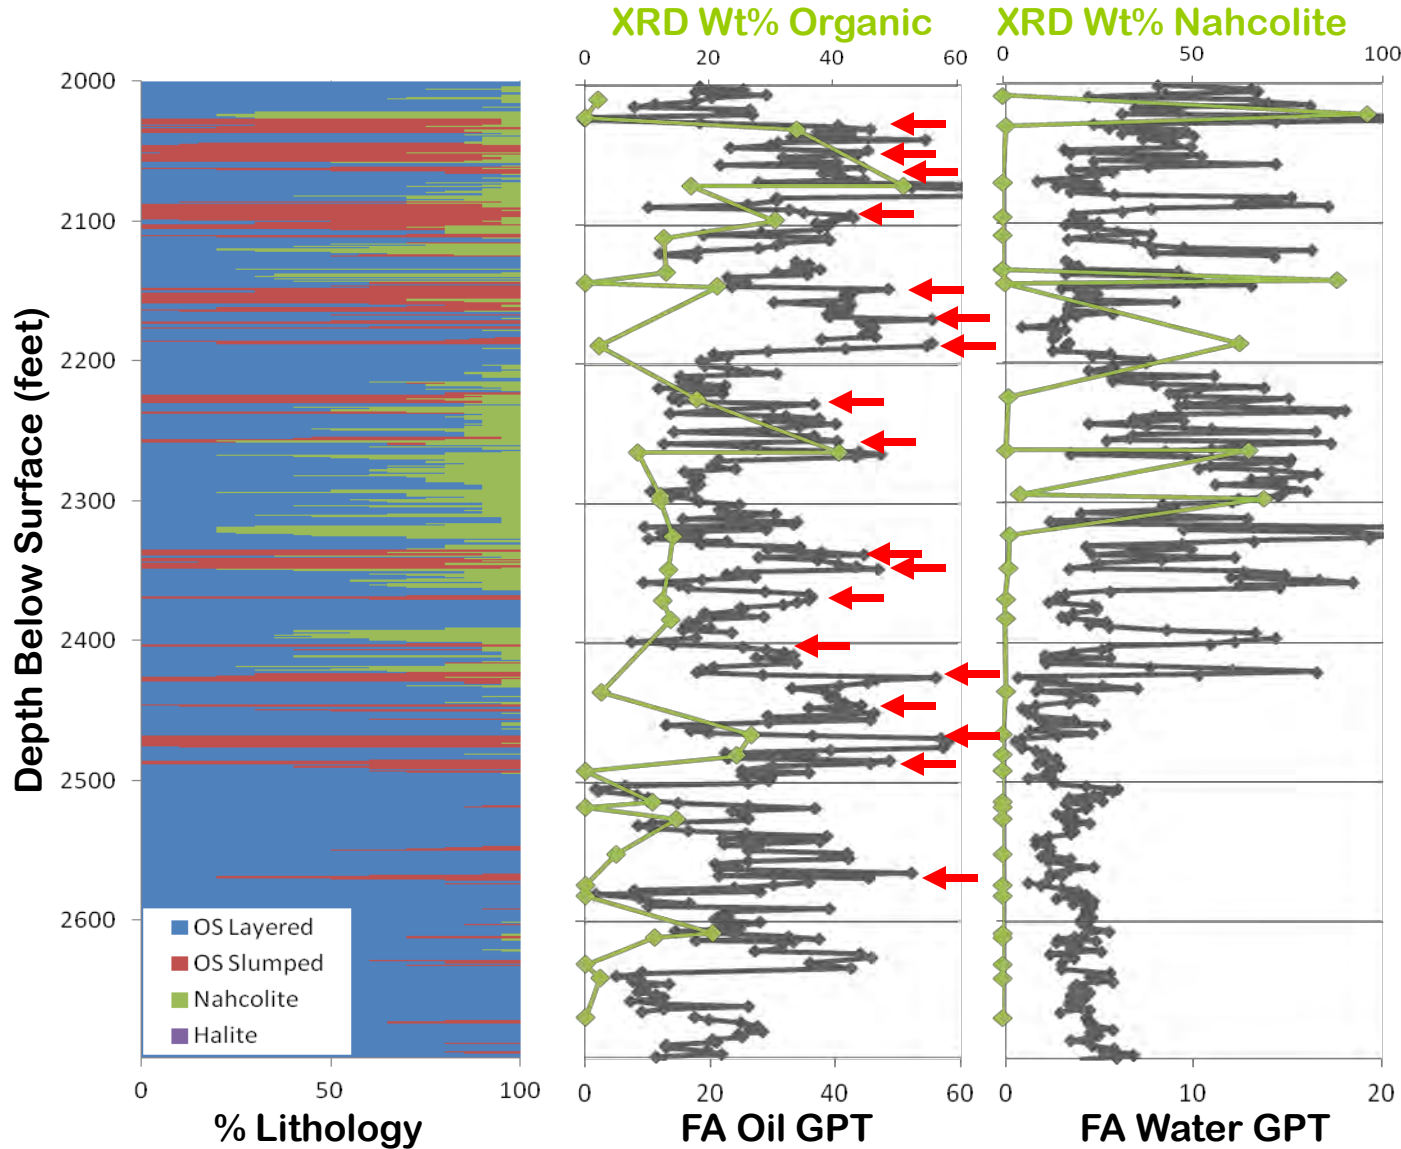 XRD Wt% Organic
XRD Wt% Nahcolite
0 20 40 60
0 50 100
Depth Below Surface (feet)
2000
2100
2200
2300
2400
2500
2600
OS Layered
OS Slumped
Nahcolite
Halite
0 50 100
0 20 40 60
0 10 20
% Lithology
FA Oil GPT
FA Water GPT